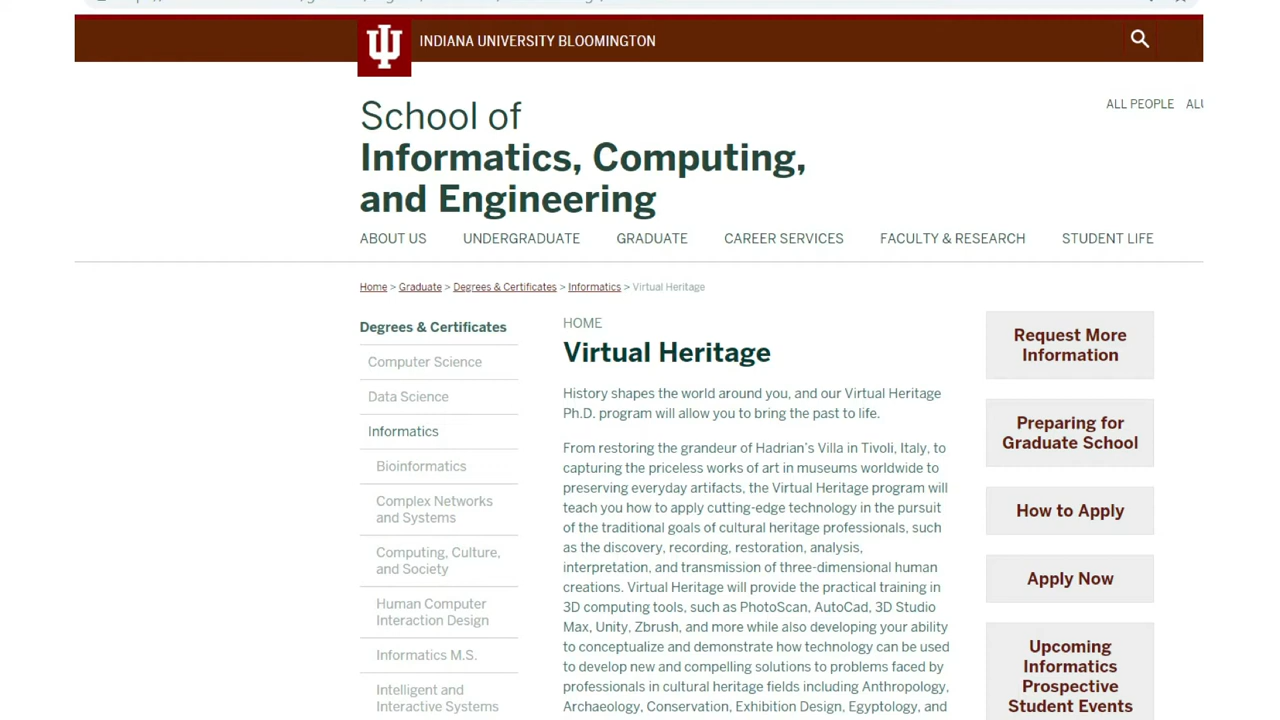 INDIANA UNIVERSITY BLOOMINGTON
ALL PEOPLE
School of
Informatics, Computing,
and Engineering
ABOUT US UNDERGRADUATE GRADUATE CAREER SERVICES FACULTY & RESEARCH STUDENT LIFE
Home > Graduate > Degrees & Certificates > Informatics > Virtual Heritage
Degrees & Certificates
Computer Science
Data Science
Informatics
Bioinformatics
Complex Networks
and Systems
Computing, Culture,
and Society
Human Computer
Interaction Design
Informatics M.S.
Intelligent and
Interactive Systems
HOME
Virtual Heritage
History shapes the world around you, and our Virtual Heritage
Ph.D. program will allow you to bring the past to life.
From restoring the grandeur of Hadrian's Villa in Tivoli, Italy, to
capturing the priceless works of art in museums worldwide to
preserving everyday artifacts, the Virtual Heritage program will
teach you how to apply cutting-edge technology in the pursuit
of the traditional goals of cultural heritage professionals, such
as the discovery, recording, restoration, analysis,
interpretation, and transmission of three-dimensional human
creations. Virtual Heritage will provide the practical training in
3D computing tools, such as PhotoScan, AutoCad, 3D Studio
Max, Unity, Zbrush, and more while also developing your ability
to conceptualize and demonstrate how technology can be used
to develop new and compelling solutions to problems faced by
professionals in cultural heritage fields including Anthropology,
Archaeology, Conservation, Exhibition Design, Egyptology, and
Request More
Information
Preparing for
Graduate School
How to Apply
Apply Now
Upcoming
Informatics
Prospective
Student Events